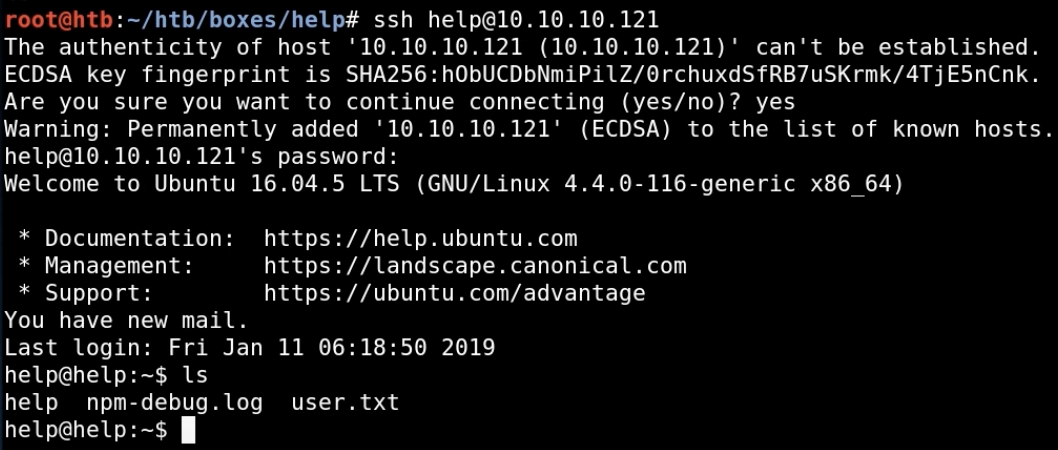 root@htb:~/htb/boxes/help# ssh help@10.10.10.121
The authenticity of host '10.10.10.121 (10.10.10.121)' can't be established.
ECDSA key fingerprint is SHA256:hObUCDbNmiPilZ/0rchuxdSfRB7uSKrmk/4TjE5nCnk.
Are you sure you want to continue connecting (yes/no)? yes
Warning: Permanently added '10.10.10.121' (ECDSA) to the list of known hosts.
help@10.10.10.121's password:
Welcome to Ubuntu 16.04.5 LTS (GNU/Linux 4.4.0-116-generic x86_64)
* Documentation:  https://help.ubuntu.com
* Management:     https://landscape.canonical.com
* Support:        https://ubuntu.com/advantage
You have new mail.
Last login: Fri Jan 11 06:18:50 2019
help@help:~$ ls
help  npm-debug.log  user.txt
help@help:~$